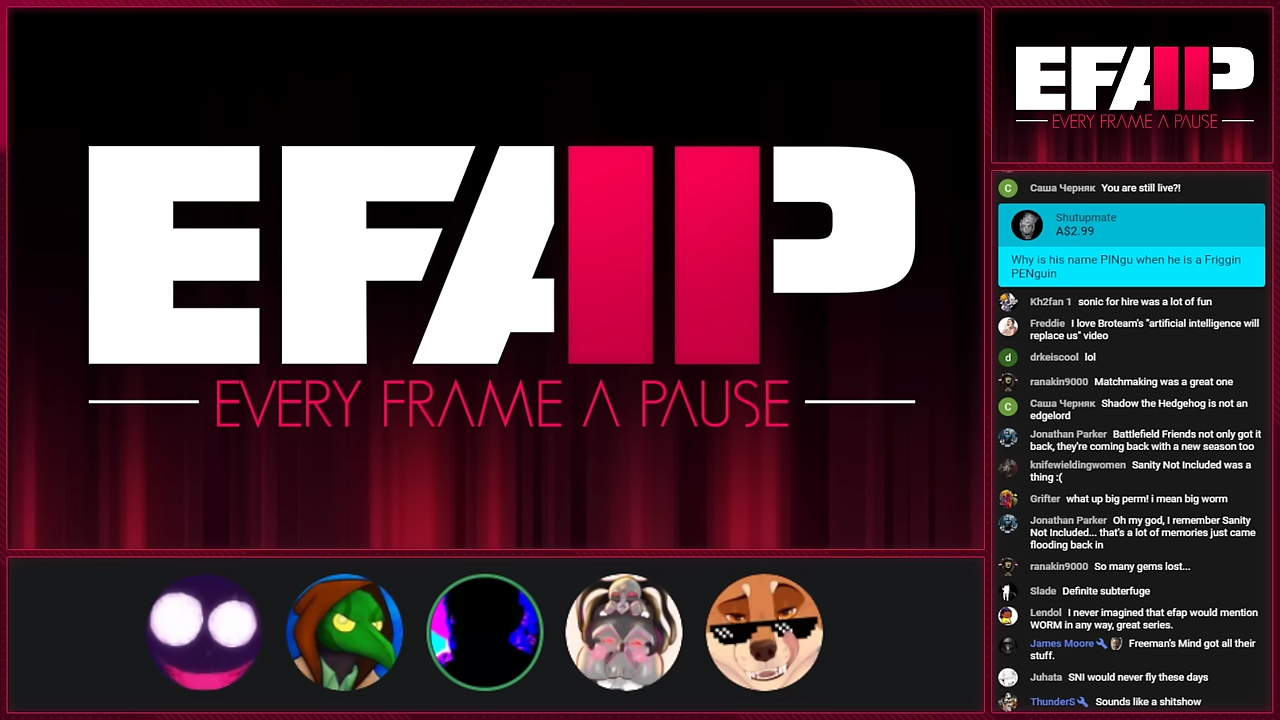 EFAP
EVERY FRAME A PAUSE
EFAP
EVERY FRAME A PAUSE
C
Саша Черняк You are still live?!
Shutupmate
A$2.99
Why is his name PINgu when he is a Friggin
PENguin
Kh2fan 1 sonic for hire was a lot of fun
Freddie I love Broteam's "artificial intelligence will
replace us" video
d
drkeiscool lol
ranakin9000 Matchmaking was a great one
C
Саша Черняк Shadow the Hedgehog is not an
edgelord
Jonathan Parker Battlefield Friends not only got it
back, they're coming back with a new season too
knifewieldingwomen Sanity Not Included was a
thing :(
Grifter what up big perm! i mean big worm
Jonathan Parker Oh my god, I remember Sanity
Not Included... that's a lot of memories just came
flooding back in
ranakin9000 So many gems lost...
Slade Definite subterfuge
Lendol I never imagined that efap would mention
WORM in any way, great series.
James Moore Freeman's Mind got all their
stuff.
Juhata SNI would never fly these days
ThunderS Sounds like a shitshow